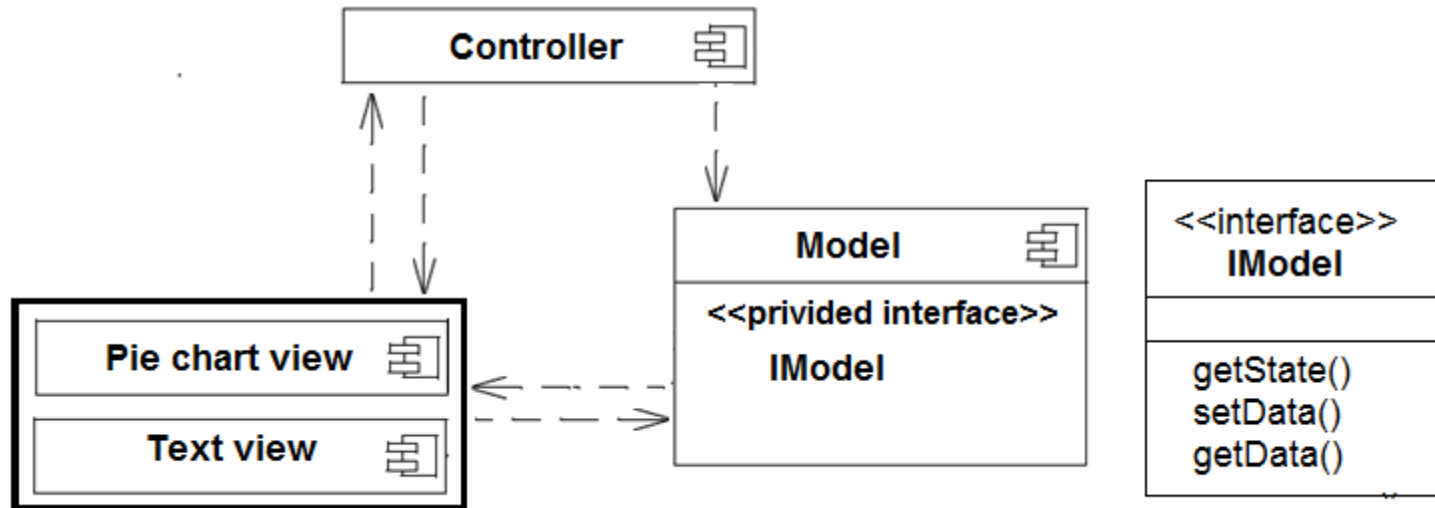 Controller
Model
<<privided interface>>
IModel
Pie chart view
Text view
<<interface>>
IModel
getState()
setData()
getData()